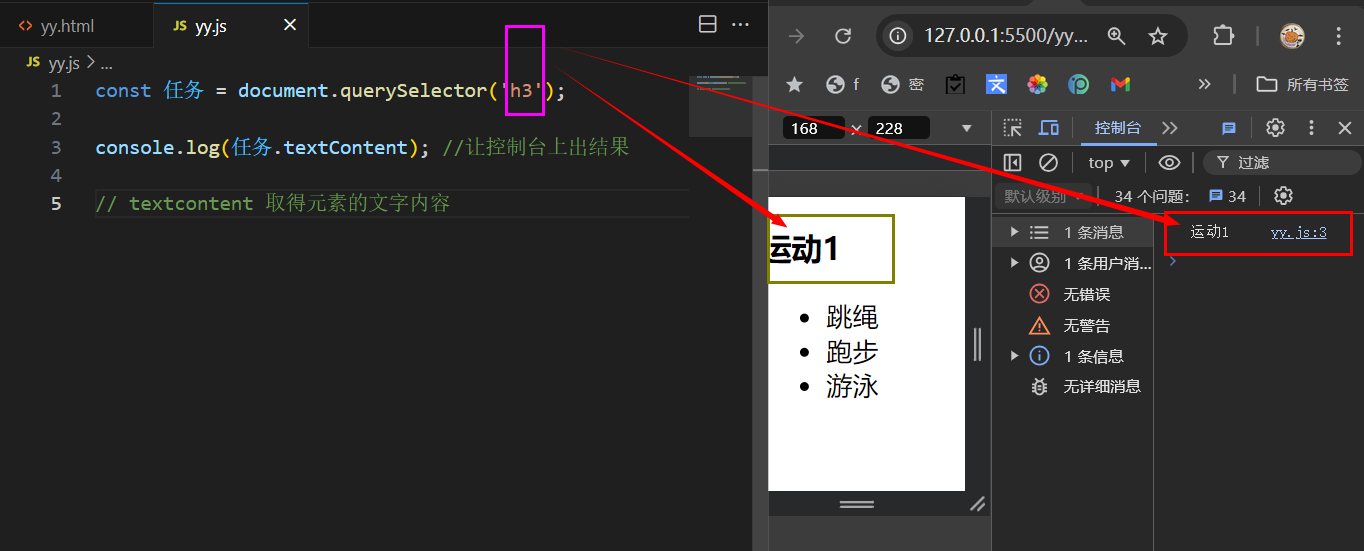 yy.html
JS yy.js
JS yy.js > ...
1 const 任务 = document.querySelector('h3');
2
3 console.log(任务.textContent); //让控制台上出结果
4
5 // textcontent 取得元素的文字内容
127.0.0.1:5500/yy...
f
密
所有书签
168 × 228
运动1
跳绳
跑步
游泳
控制台
top
过滤
默认级别
34 个问题:
34
1 条消息
1 条用户消...
无错误
无警告
1 条信息
无详细消息
运动1 yy.js:3